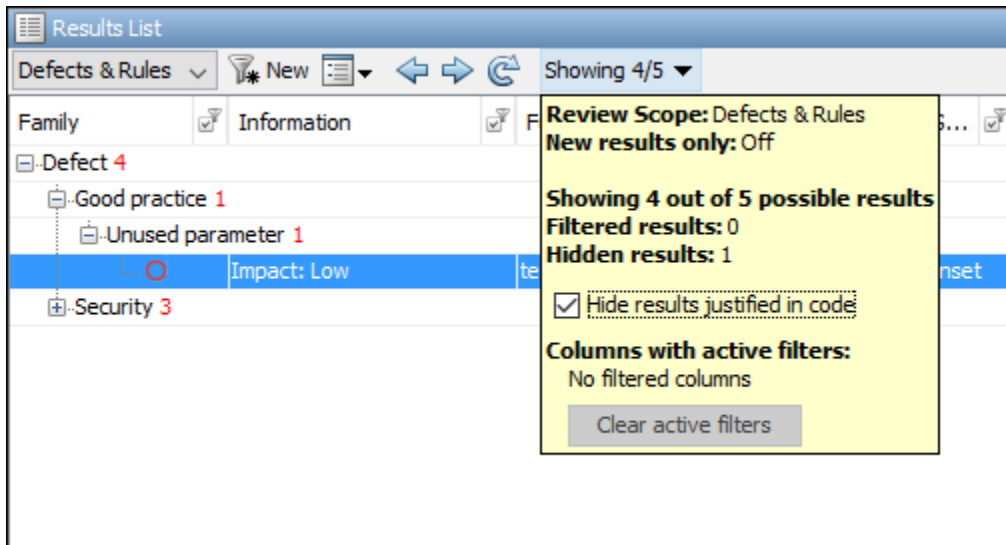 Results List
Defects & Rules New Showing 4/5
Family Information
Review Scope: Defects & Rules
New results only: Off
Defect 4
Good practice 1
Showing 4 out of 5 possible results
Filtered results: 0
Unused parameter 1
Hidden results: 1
Impact: Low
Security 3
Hide results justified in code
Columns with active filters:
No filtered columns
Clear active filters